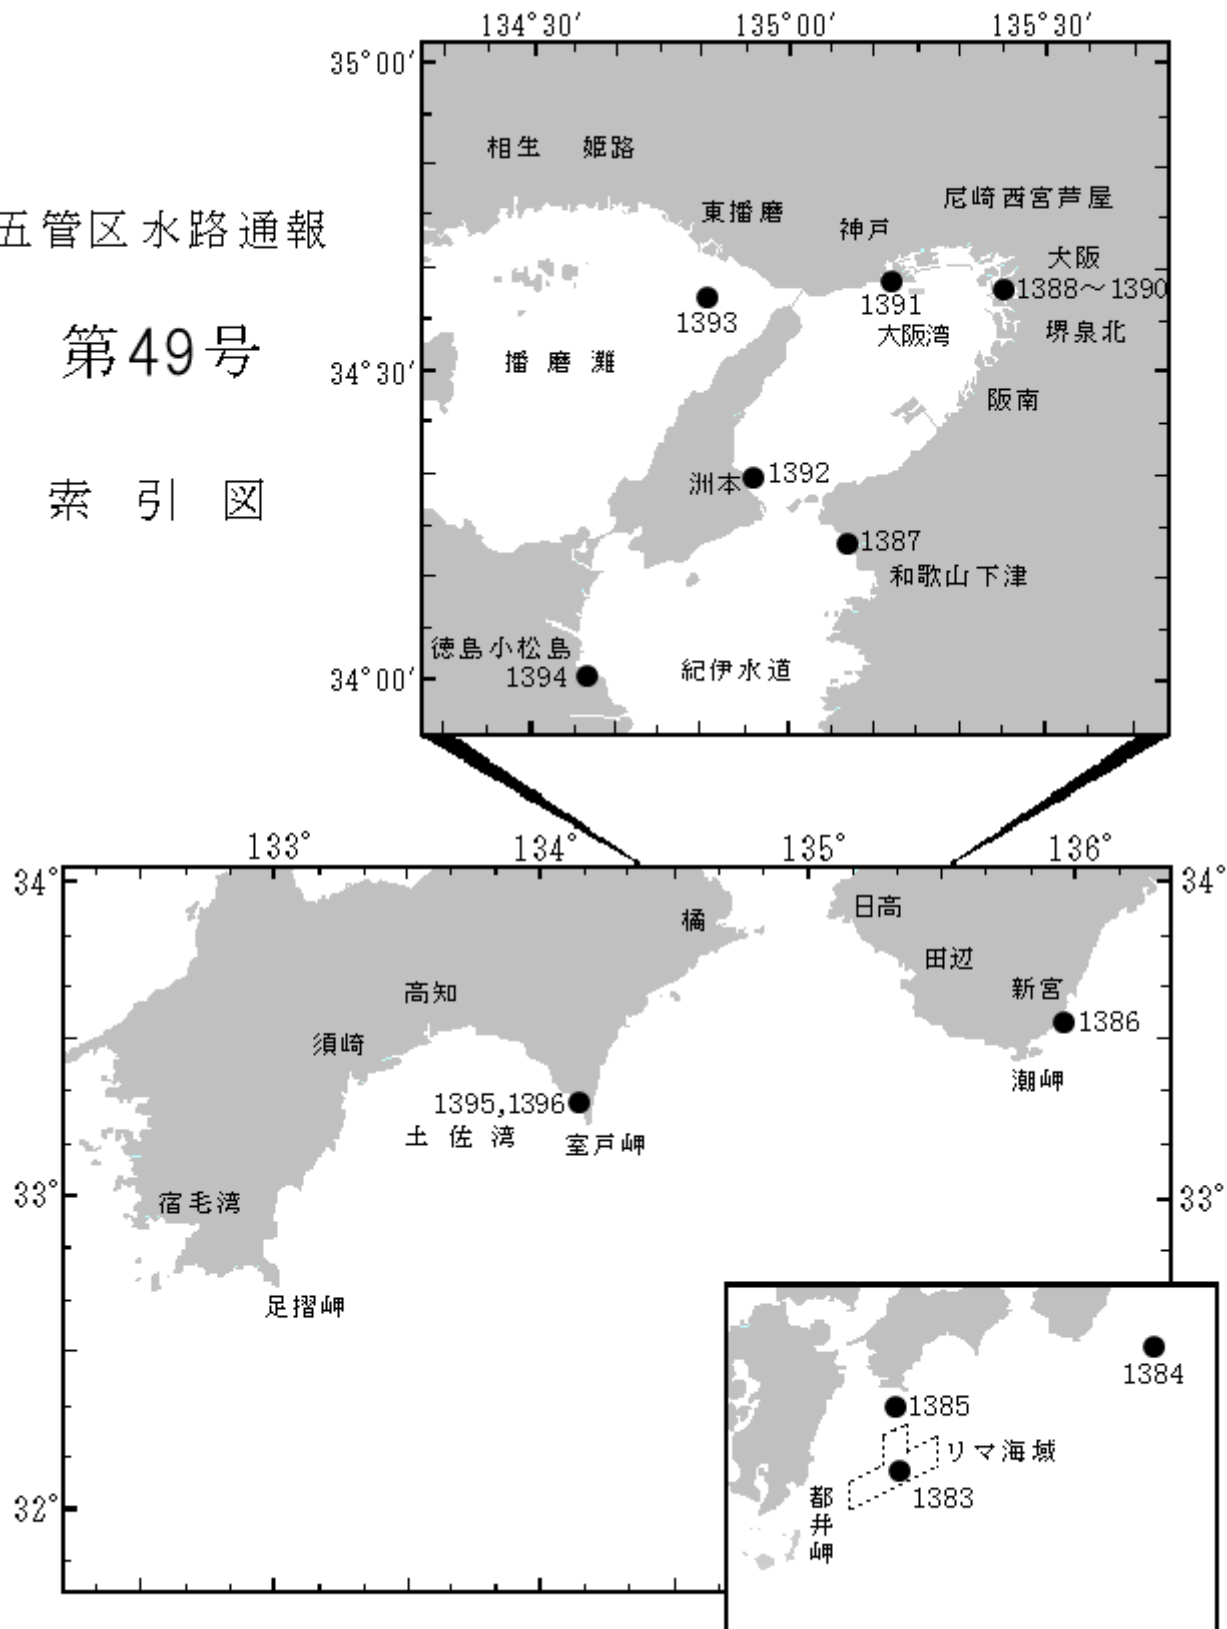 134°30′ 135°00′ 135°30′
35°00′
相生 姫路
尼崎西宮芦屋
東播磨
神戸
五管区水路通報
大阪
1388～1390
1391
1393
大阪湾
堺泉北
第49号
播磨灘
34°30′
阪南
1392
洲本
索引図
1387
和歌山下津
徳島小松島
1394
紀伊水道
34°00′
133° 134° 135° 136°
34° 34°
日高
橘
田辺
高知
新宮
1386
須崎
潮岬
1395,1396
土佐湾
室戸岬
33° 33°
宿毛湾
足摺岬
1384
1385
リマ海域
1383
都井岬
32°